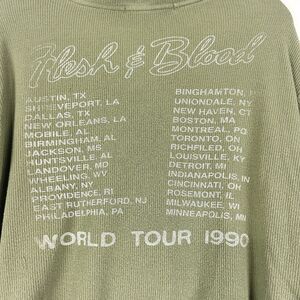 Flesh & Blood
AUSTIN, TX
SHREVEPORT, LA
DALLAS, TX
NEW ORLEANS, LA
MOBILE, AL
BIRMINGHAM, AL
JACKSON, MS
HUNTSVILLE, AL
LANDOVER, MD
WHEELING, WV
ALBANY, NY
PROVIDENCE, RI
EAST RUTHERFORD, NJ
PHILADELPHIA, PA
BINGHAMTON,
UNIONDALE, NY
NEW HAVEN, CT
BOSTON, MA
MONTREAL, PQ
TORONTO, ON
RICHFILED, OH
LOUISVILLE, KY
DETROIT, MI
INDIANAPOLIS, IN
CINCINNATI, OH
ROSEMONT, IL
MILWAUKEE, WI
MINNEAPOLIS, MN
WORLD TOUR 1990